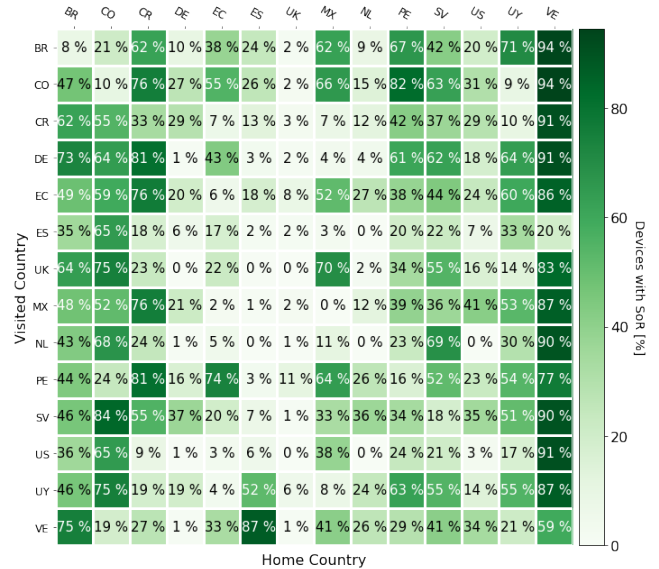 BR CO CR DE EC ES UK MX NL PE SV US UY VE
BR 8 % 21 % 62 % 10 % 38 % 24 % 2 % 62 % 9 % 67 % 42 % 20 % 71 % 94 %
CO 47 % 10 % 76 % 27 % 55 % 26 % 2 % 66 % 15 % 82 % 63 % 31 % 9 % 94 %
CR 62 % 55 % 33 % 29 % 7 % 13 % 3 % 7 % 12 % 42 % 37 % 29 % 10 % 91 %
DE 73 % 64 % 81 % 1 % 43 % 3 % 2 % 4 % 4 % 61 % 62 % 18 % 64 % 91 %
EC 49 % 59 % 76 % 20 % 6 % 18 % 8 % 52 % 27 % 38 % 44 % 24 % 60 % 86 %
ES 35 % 65 % 18 % 6 % 17 % 2 % 2 % 3 % 0 % 20 % 22 % 7 % 33 % 20 %
UK 64 % 75 % 23 % 0 % 22 % 0 % 0 % 70 % 2 % 34 % 55 % 16 % 14 % 83 %
MX 48 % 52 % 76 % 21 % 2 % 1 % 2 % 0 % 12 % 39 % 36 % 41 % 53 % 87 %
NL 43 % 68 % 24 % 1 % 5 % 0 % 1 % 11 % 0 % 23 % 69 % 0 % 30 % 90 %
PE 44 % 24 % 81 % 16 % 74 % 3 % 11 % 64 % 26 % 16 % 52 % 23 % 54 % 77 %
SV 46 % 84 % 55 % 37 % 20 % 7 % 1 % 33 % 36 % 34 % 18 % 35 % 51 % 90 %
US 36 % 65 % 9 % 1 % 3 % 6 % 0 % 38 % 0 % 24 % 21 % 3 % 17 % 91 %
UY 46 % 75 % 19 % 19 % 4 % 52 % 6 % 8 % 24 % 63 % 55 % 14 % 55 % 87 %
VE 75 % 19 % 27 % 1 % 33 % 87 % 1 % 41 % 26 % 29 % 41 % 34 % 21 % 59 %
Visited Country
Home Country
80
60
40
20
0
Devices with SoR [%]